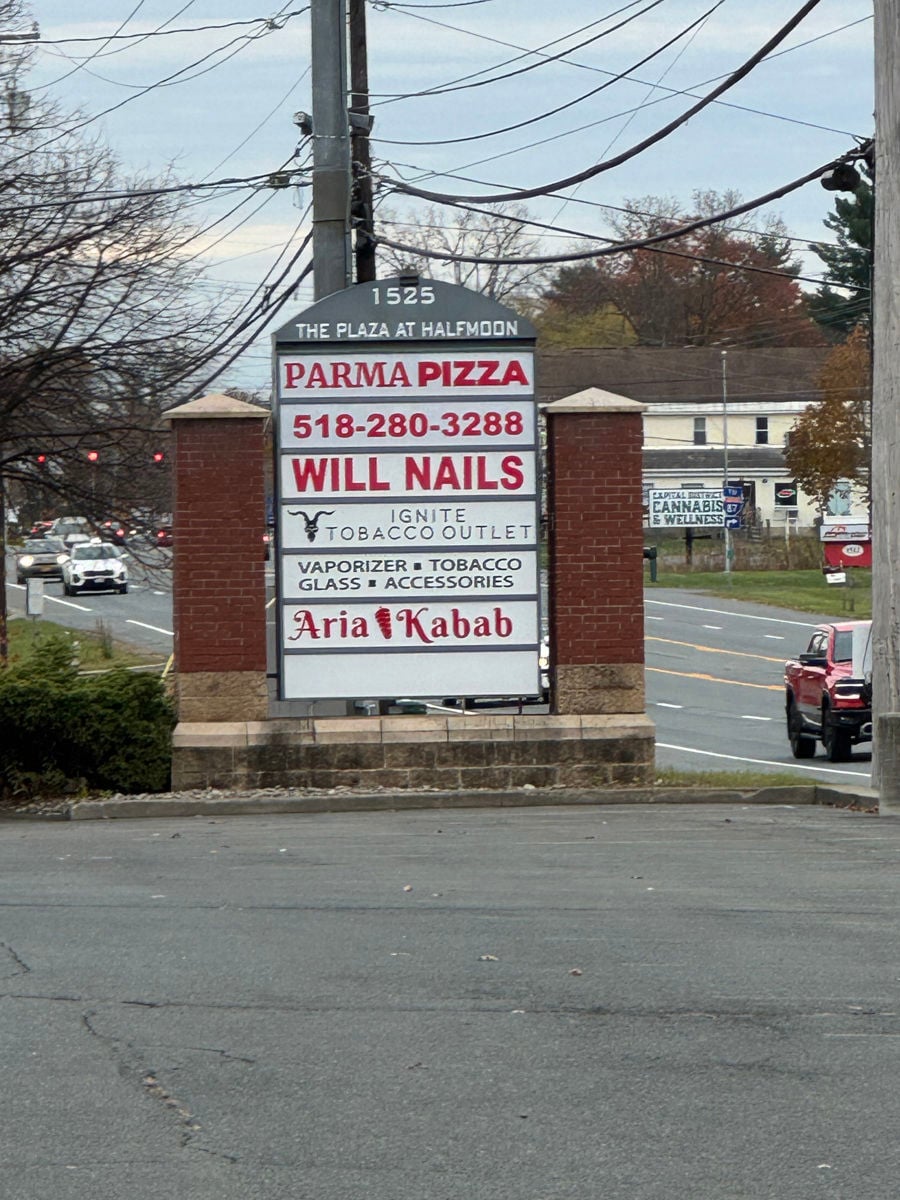 1525
THE PLAZA AT HALFMOON
PARMA PIZZA
518-280-3288
WILL NAILS
IGNITE
TOBACCO OUTLET
VAPORIZER ▪ TOBACCO
GLASS ▪ ACCESSORIES
Aria Kabab
CAPITAL DISTRICT
CANNABIS
& WELLNESS
87